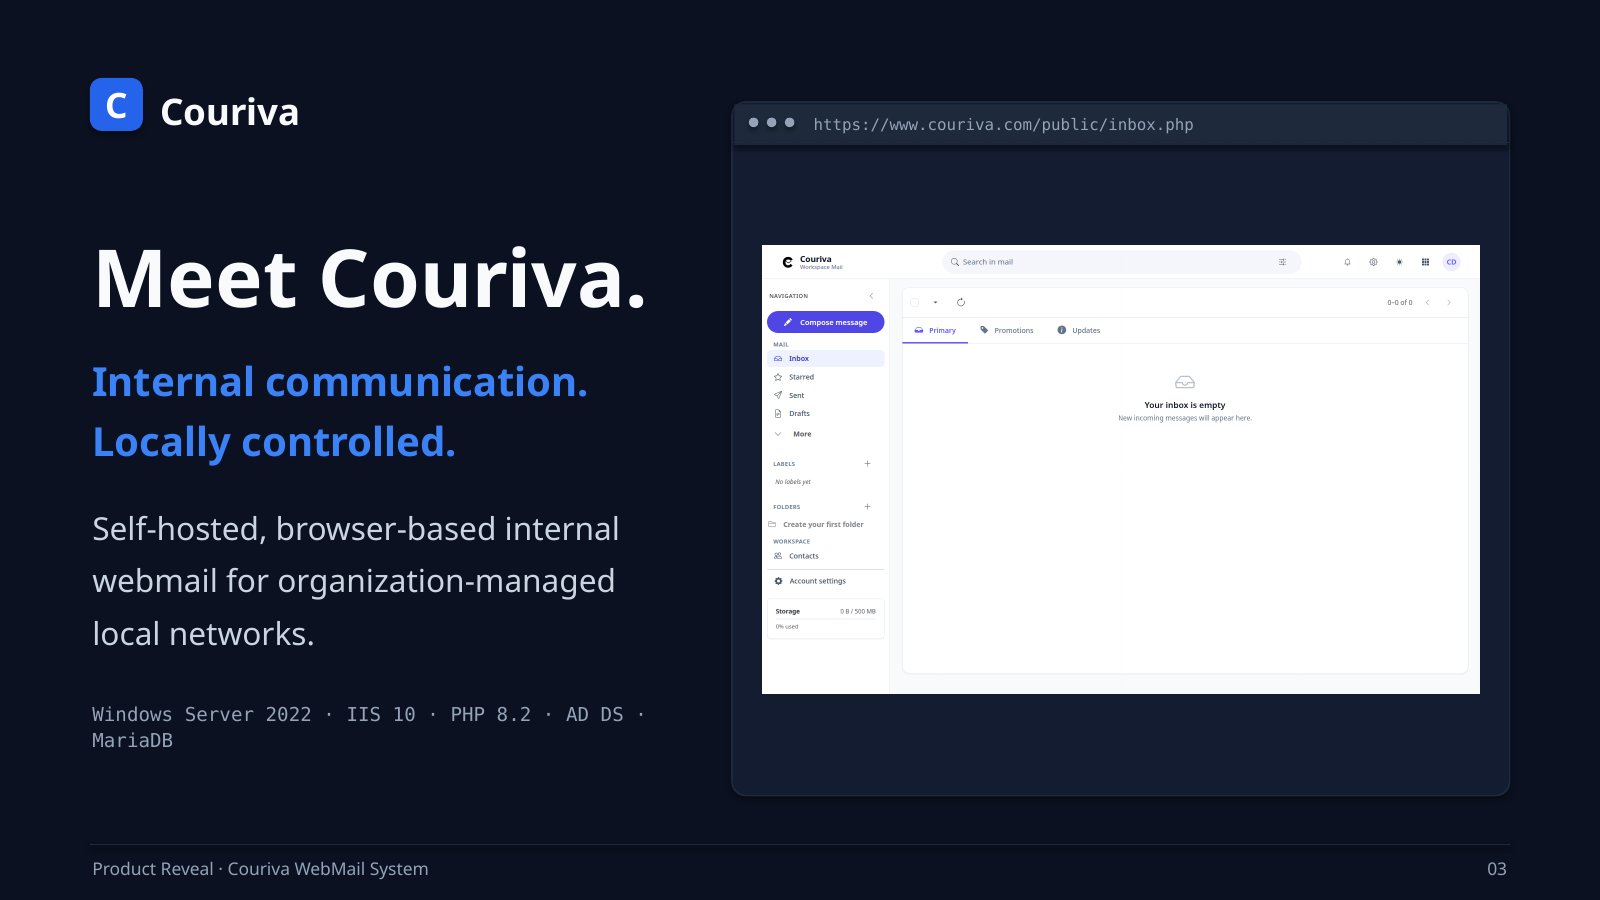 C Couriva
Meet Couriva.
Internal communication.
Locally controlled.
Self-hosted, browser-based internal
webmail for organization-managed
local networks.
Windows Server 2022 · IIS 10 · PHP 8.2 · AD DS ·
MariaDB
https://www.couriva.com/public/inbox.php
Couriva
Workspace Mail
Search in mail
CD
NAVIGATION
Compose message
MAIL
Inbox
Starred
Sent
Drafts
More
LABELS
No labels yet
FOLDERS
Create your first folder
WORKSPACE
Contacts
Account settings
Storage 0 B / 500 MB
0% used
0–0 of 0
Primary Promotions Updates
Your inbox is empty
New incoming messages will appear here.
Product Reveal · Couriva WebMail System
03